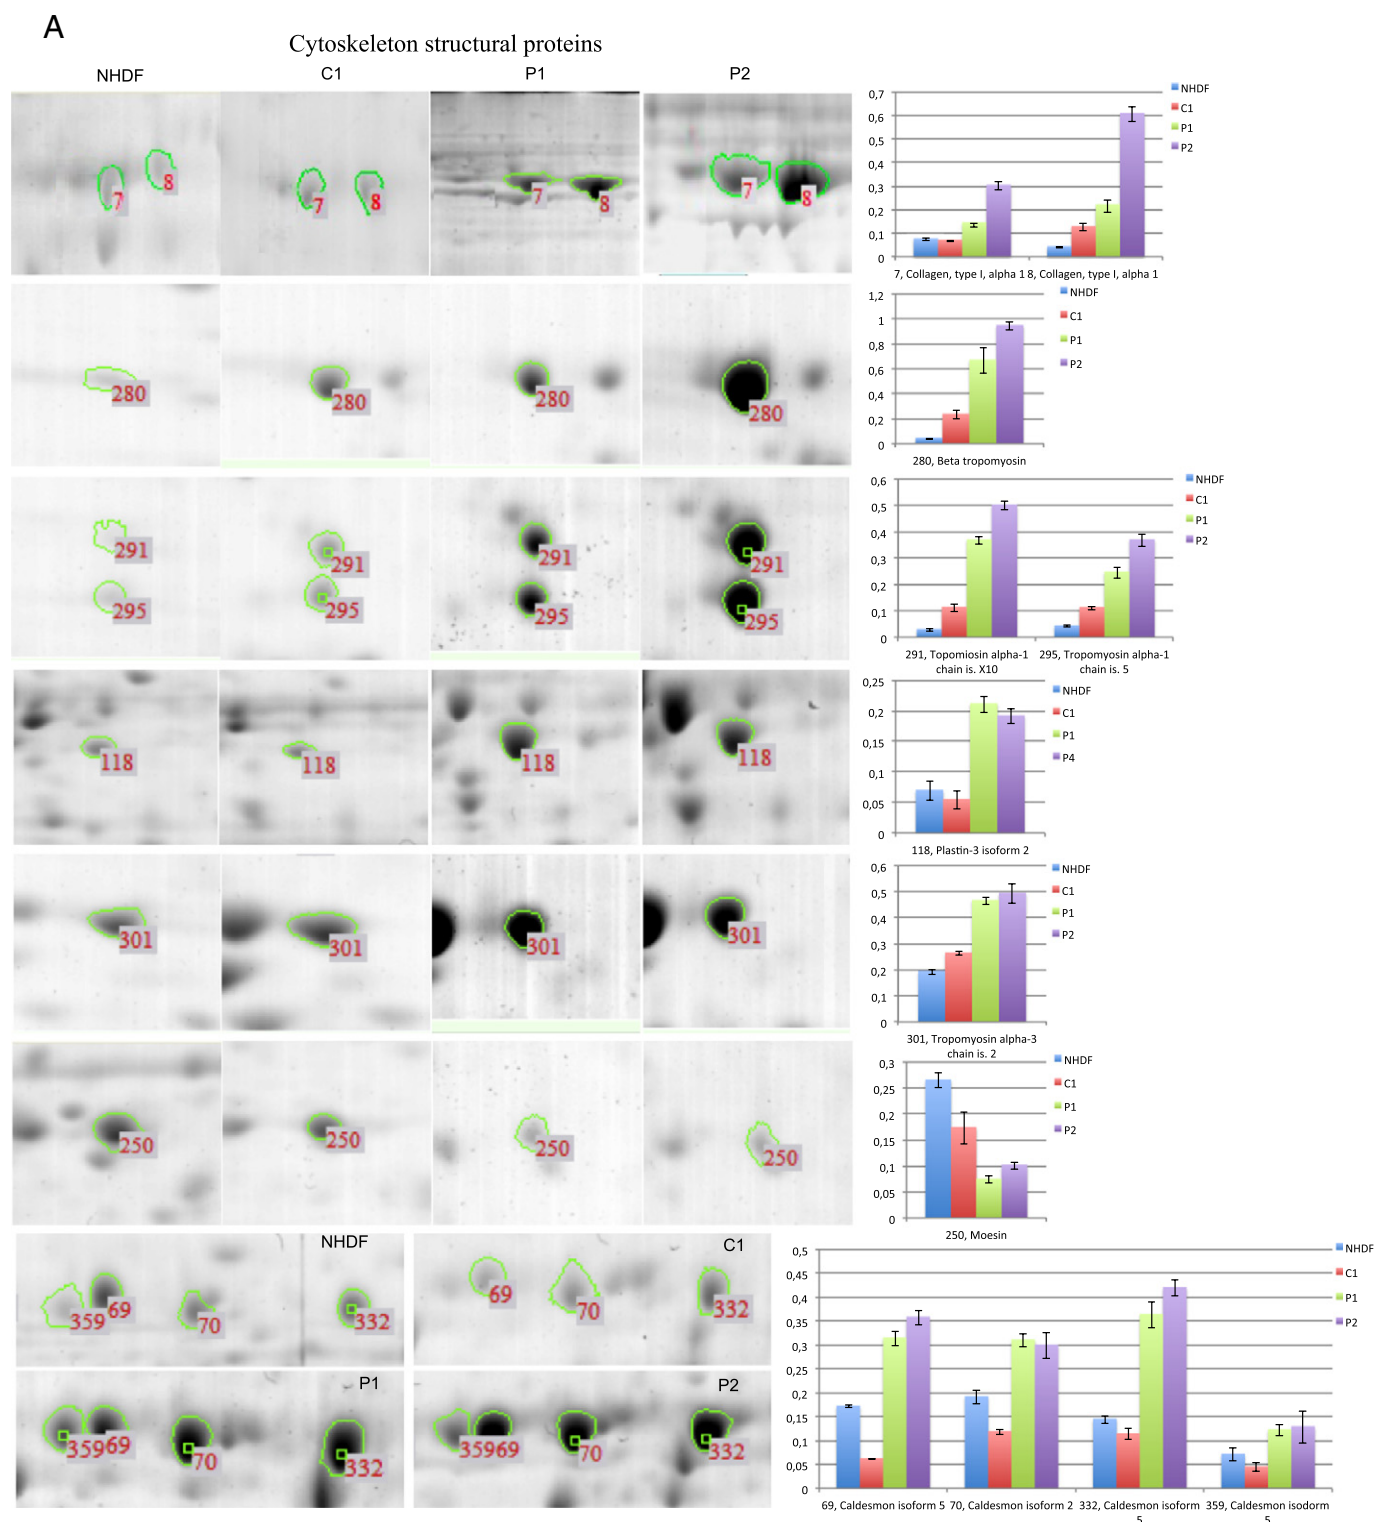 A
Cytoskeleton structural proteins
NHDF C1 P1 P2
7 8 7 8 7 8 7 8
0,7
0,6
0,5
0,4
0,3
0,2
0,1
0
7, Collagen, type I, alpha 1 8, Collagen, type I, alpha 1
NHDF
C1
P1
P2
280 280 280 280
1,2
1
0,8
0,6
0,4
0,2
0
280, Beta tropomyosin
NHDF
C1
P1
P2
291 291 291 291
295 295 295 295
0,6
0,5
0,4
0,3
0,2
0,1
0
291, Topomiosin alpha-1 295, Tropomyosin alpha-1
chain is. X10 chain is. 5
NHDF
C1
P1
P2
118 118 118 118
0,25
0,2
0,15
0,1
0,05
0
118, Plastin-3 isoform 2
NHDF
C1
P1
P4
301 301 301 301
0,6
0,5
0,4
0,3
0,2
0,1
0
301, Tropomyosin alpha-3
chain is. 2
NHDF
C1
P1
P2
250 250 250 250
0,3
0,25
0,2
0,15
0,1
0,05
0
250, Moesin
NHDF
C1
P1
P2
NHDF
359 69 70 332
C1
69 70 332
P1
359 69 70 332
P2
359 69 70 332
0,5
0,45
0,4
0,35
0,3
0,25
0,2
0,15
0,1
0,05
0
69, Caldesmon isoform 5 70, Caldesmon isoform 2 332, Caldesmon isoform 359, Caldesmon isodorm
5 5
NHDF
C1
P1
P2